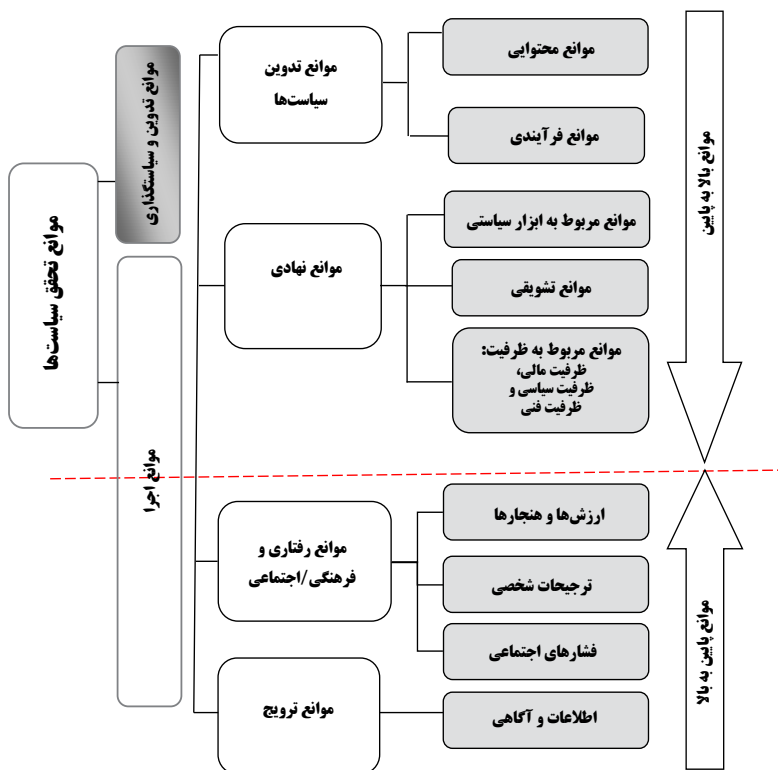 موانع تحقق سیاست‌ها
موانع تدوین و سیاستگذاری
موانع اجرا
موانع تدوین
سیاست‌ها
موانع محتوایی
موانع فرآیندی
موانع نهادی
موانع مربوط به ابزار سیاستی
موانع تشویقی
موانع مربوط به ظرفیت:
ظرفیت مالی،
ظرفیت سیاسی و
ظرفیت فنی
موانع رفتاری و
فرهنگی/اجتماعی
ارزش‌ها و هنجارها
ترجیحات شخصی
فشارهای اجتماعی
موانع ترویج
اطلاعات و آگاهی
موانع بالا به پایین
موانع پایین به بالا